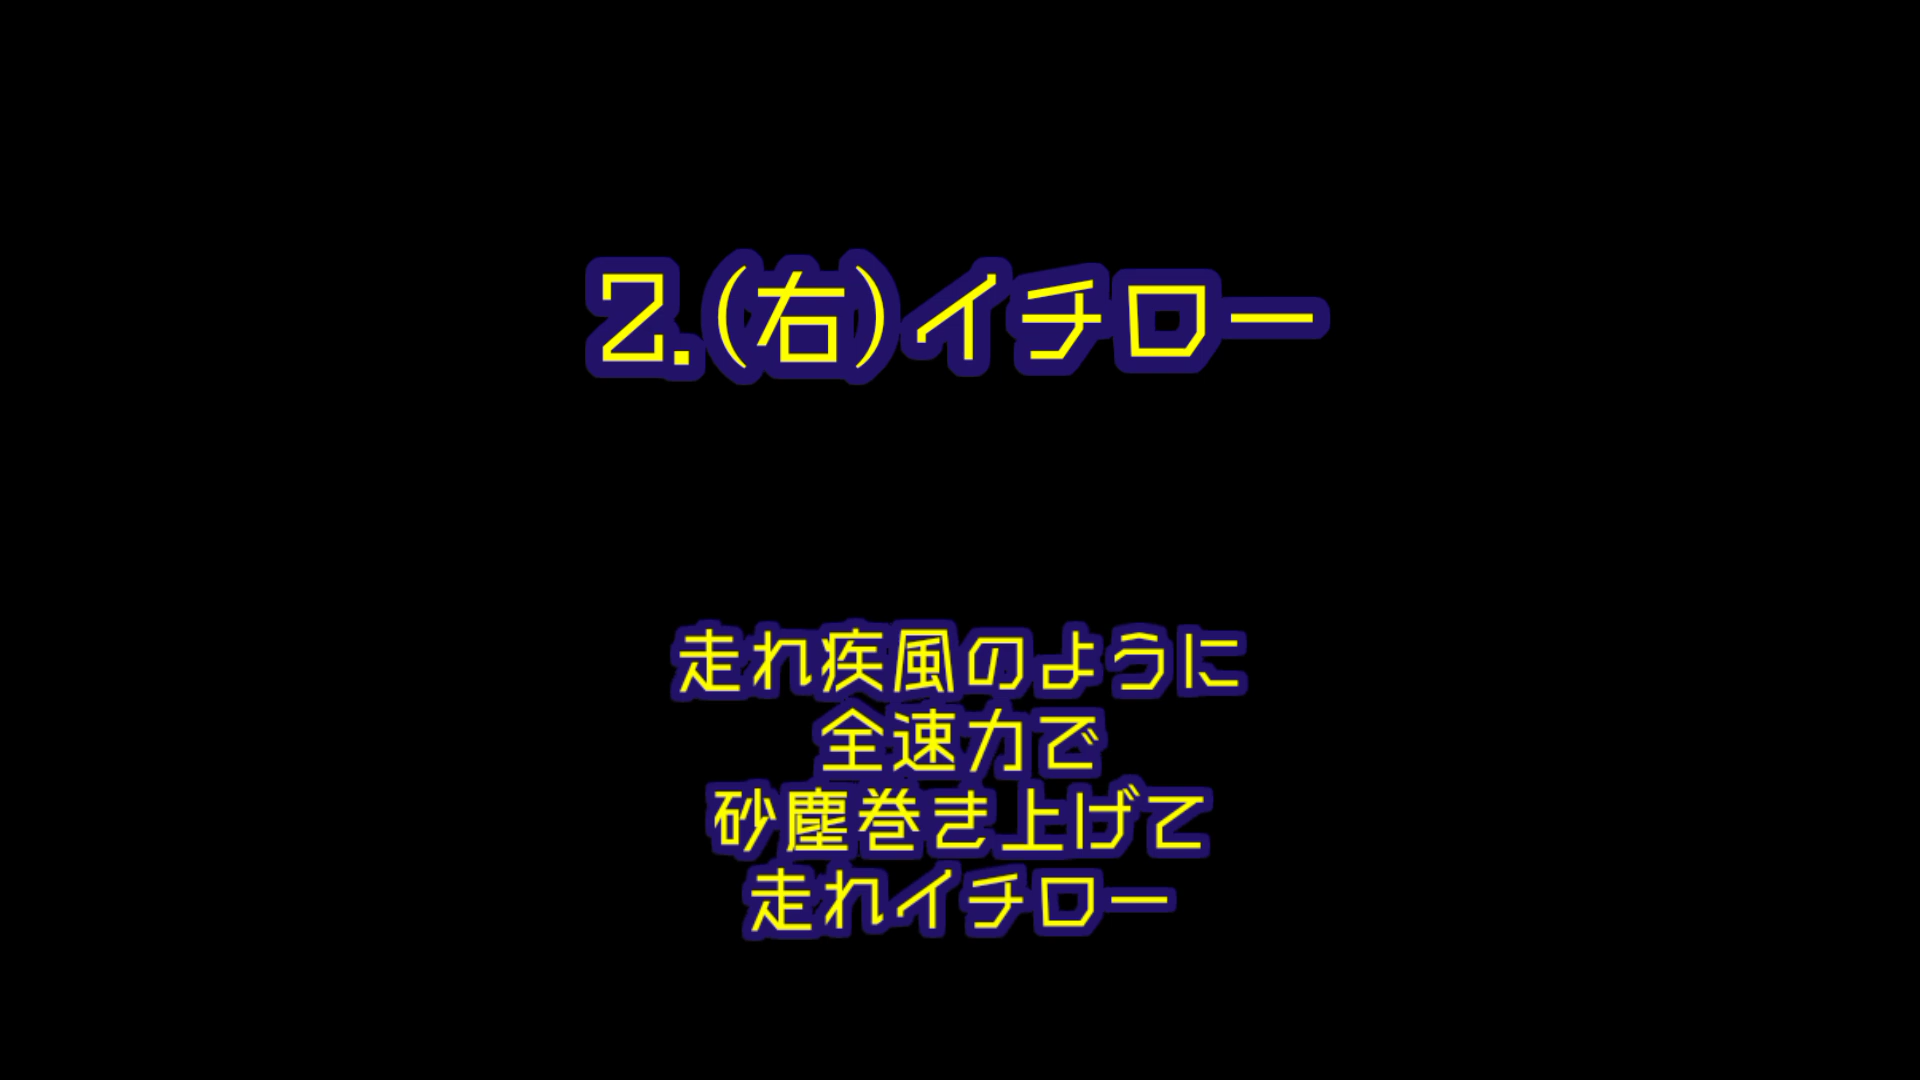 2.(右)イチロー
走れ疾風のように
全速力で
砂塵巻き上げて
走れイチロー